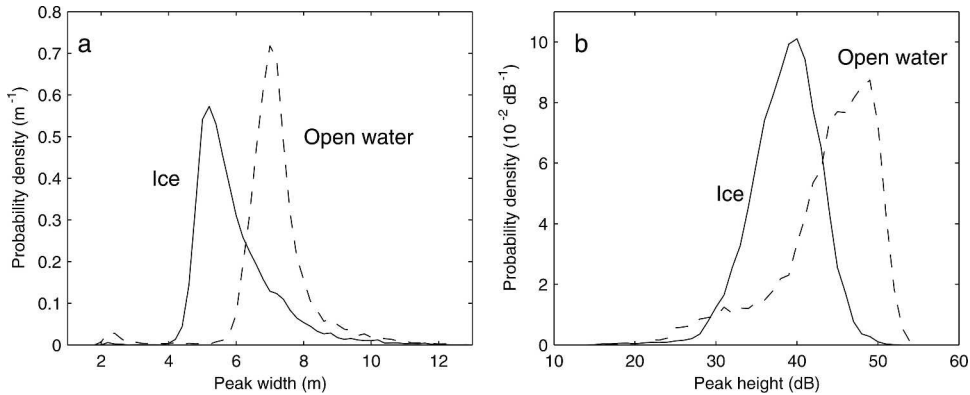 a
0.8
0.7
0.6
0.5
0.4
0.3
0.2
0.1
0
2
4
6
8
10
12
Probability density (m⁻¹)
Peak width (m)
Ice
Open water
b
10
8
6
4
2
0
10
20
30
40
50
60
Probability density (10⁻² dB⁻¹)
Peak height (dB)
Ice
Open water